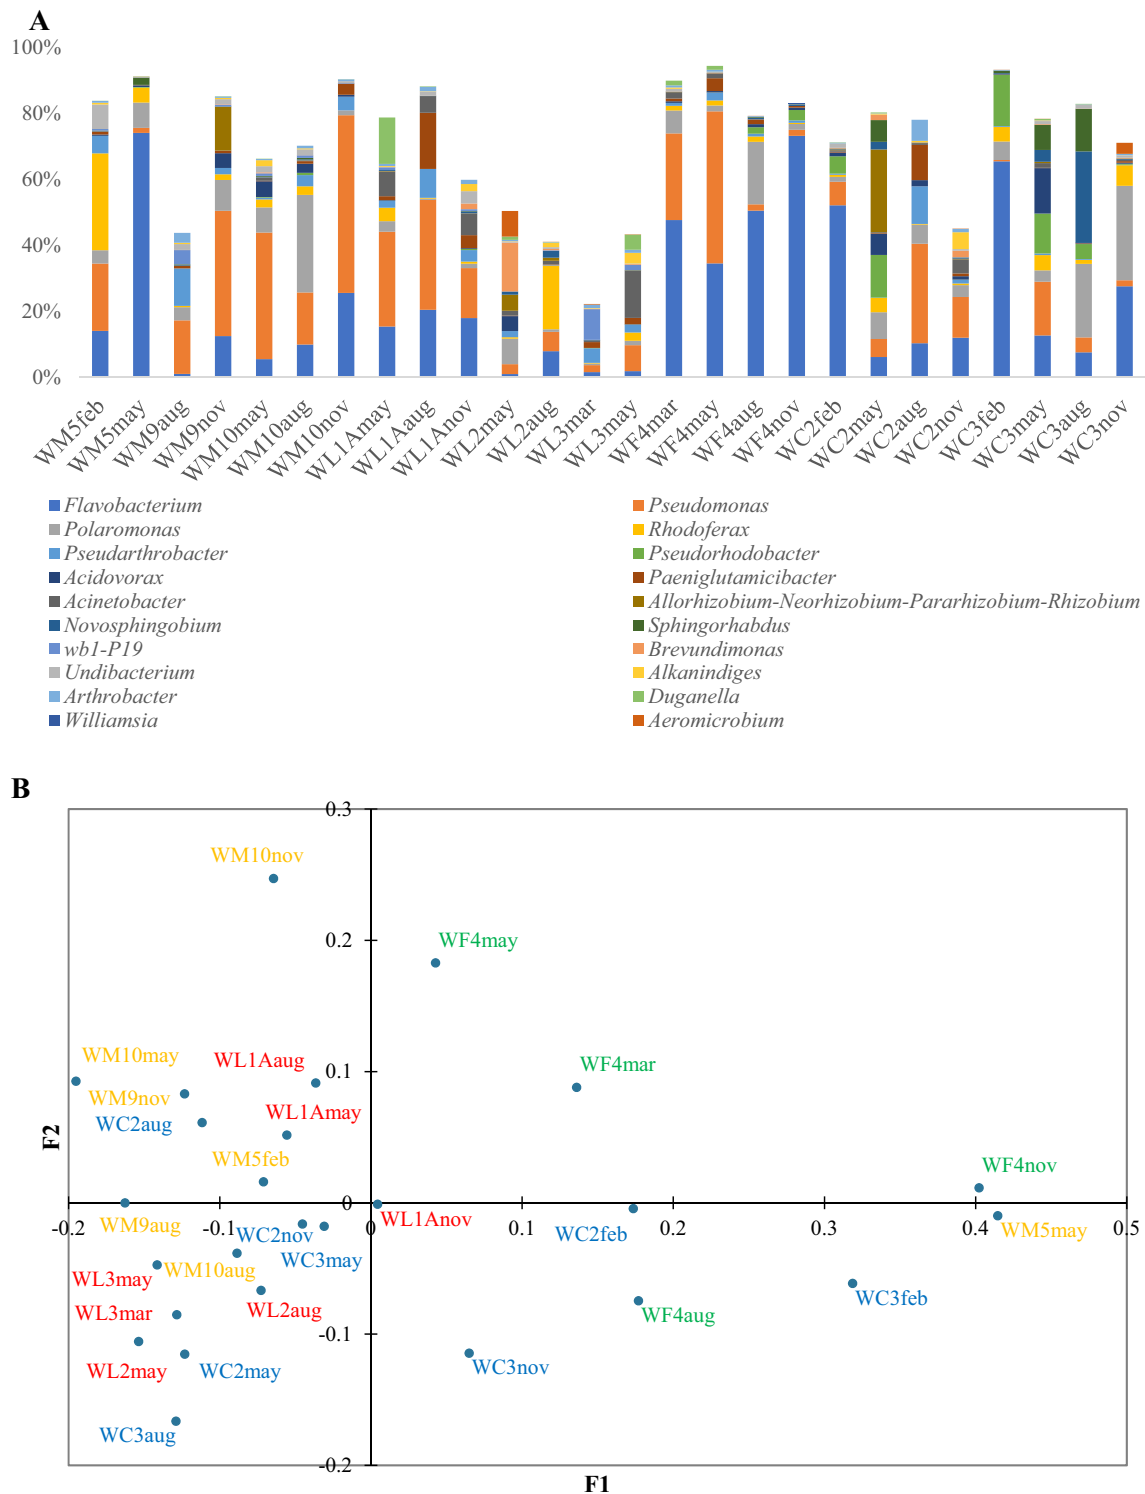 A
100%
80%
60%
40%
20%
0%
WM5feb WM5may WM9aug WM9nov WM10may WM10aug WM10nov WL1Amay WL1Aaug WL1Anov WL2may WL2aug WL3mar WL3may WF4mar WF4may WF4aug WF4nov WC2feb WC2may WC2aug WC2nov WC3feb WC3may WC3aug WC3nov
Flavobacterium Pseudomonas
Polaromonas Rhodoferax
Pseudarthrobacter Pseudorhodobacter
Acidovorax Paeniglutamicibacter
Acinetobacter Allorhizobium-Neorhizobium-Pararhizobium-Rhizobium
Novosphingobium Sphingorhabdus
wb1-P19 Brevundimonas
Undibacterium Alkanindiges
Arthrobacter Duganella
Williamsia Aeromicrobium
B
0.3
WM10nov
0.2 WF4may
WM10may WL1Aaug WF4mar
0.1
WM9nov WL1Amay
WC2aug
F2
WM5feb WF4nov
0
-0.2 WM9aug -0.1 WC2nov 0 WL1Anov 0.1 WC2feb 0.2 0.3 0.4 WM5may 0.5
WC3may
WL3may WM10aug
WC3feb
WL3mar WL2aug WF4aug
-0.1
WL2may WC2may WC3nov
WC3aug
-0.2
F1